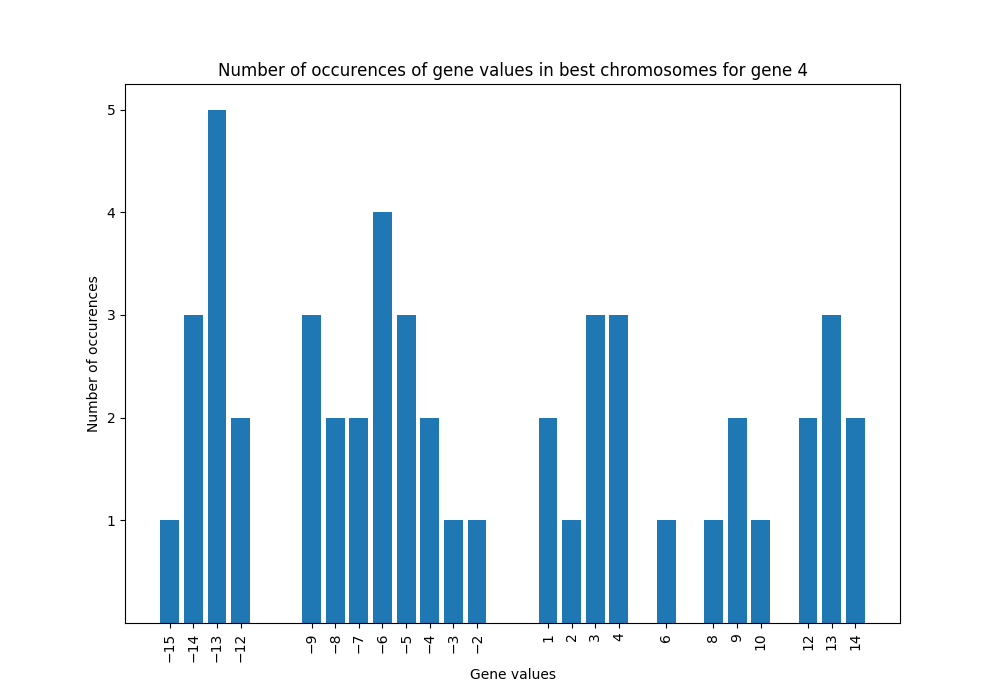 Number of occurences of gene values in best chromosomes for gene 4
Number of occurences
5
4
3
2
1
−15 −14 −13 −12 −9 −8 −7 −6 −5 −4 −3 −2 1 2 3 4 6 8 9 10 12 13 14
Gene values